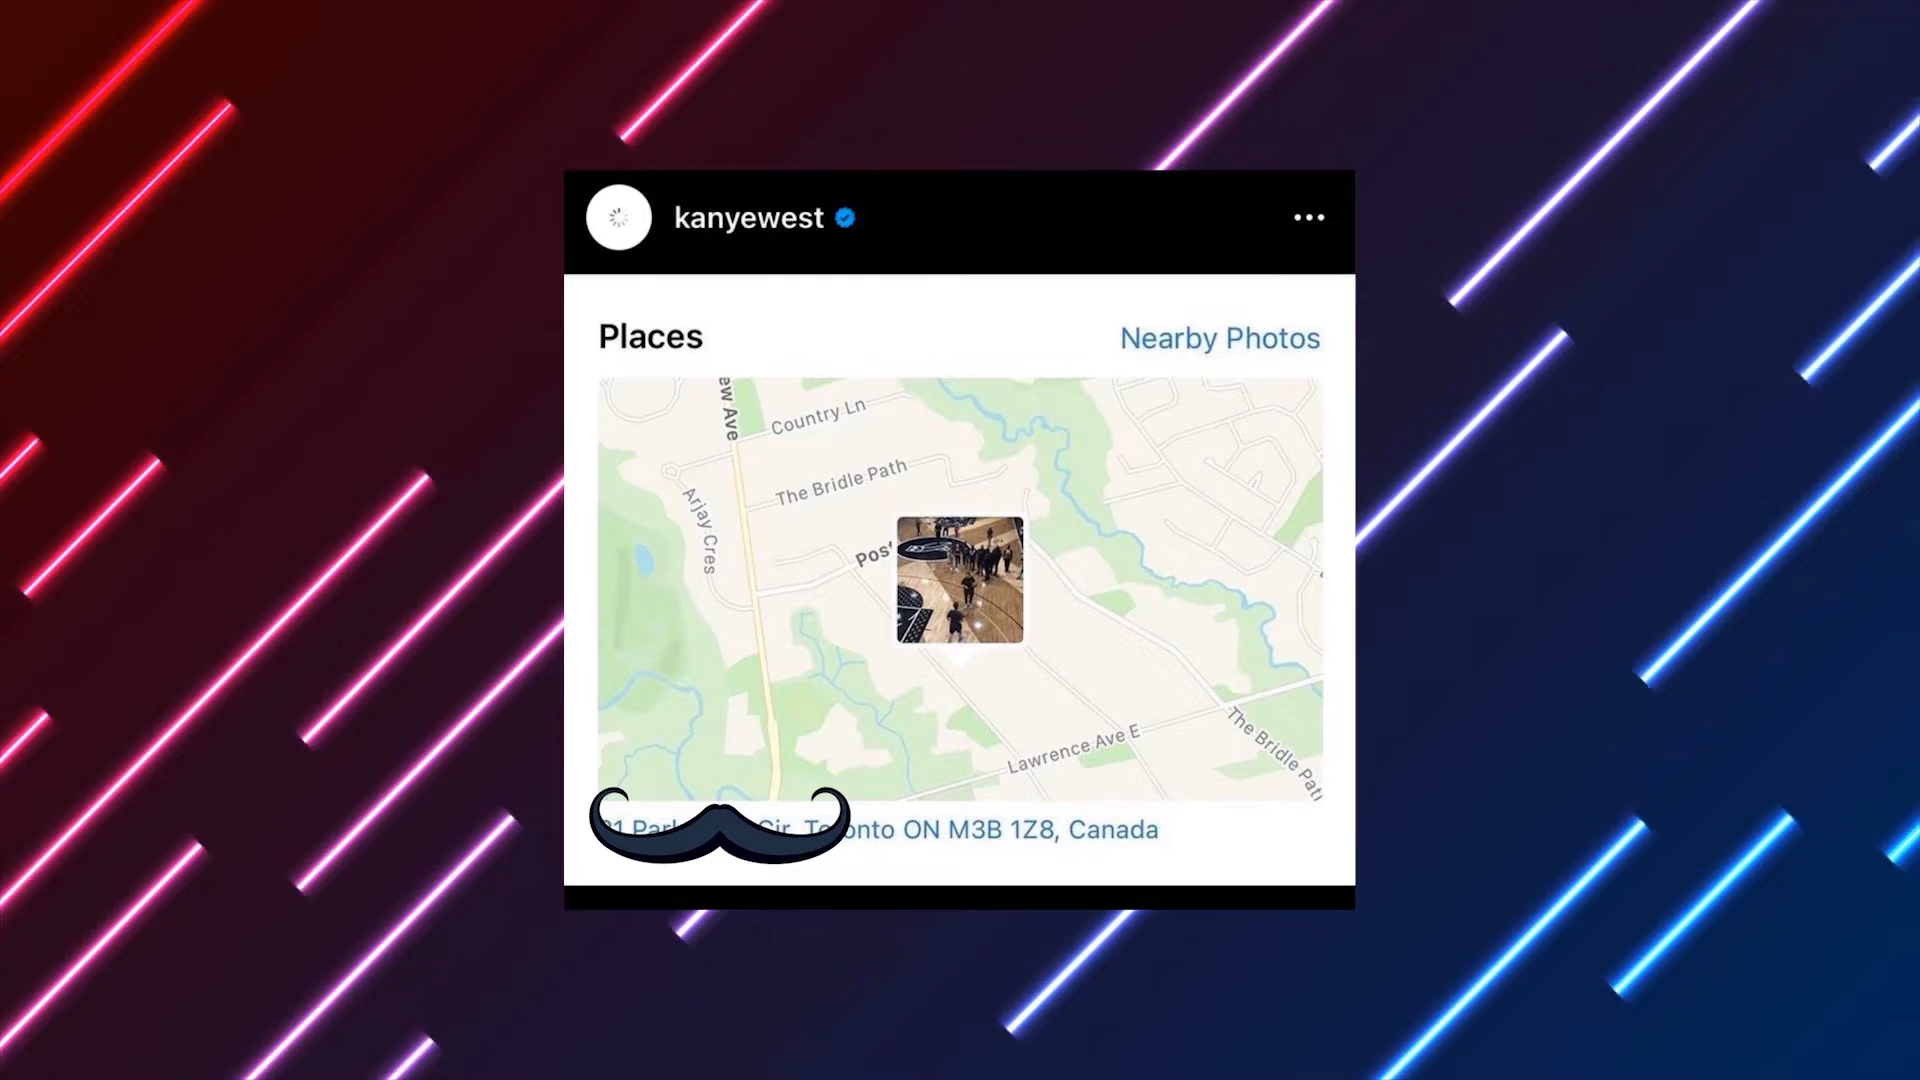 kanyewest
Places
Nearby Photos
Country Ln
The Bridle Path
Arjay Cres
Lawrence Ave E
The Bridle Path
ON M3B 1Z8, Canada